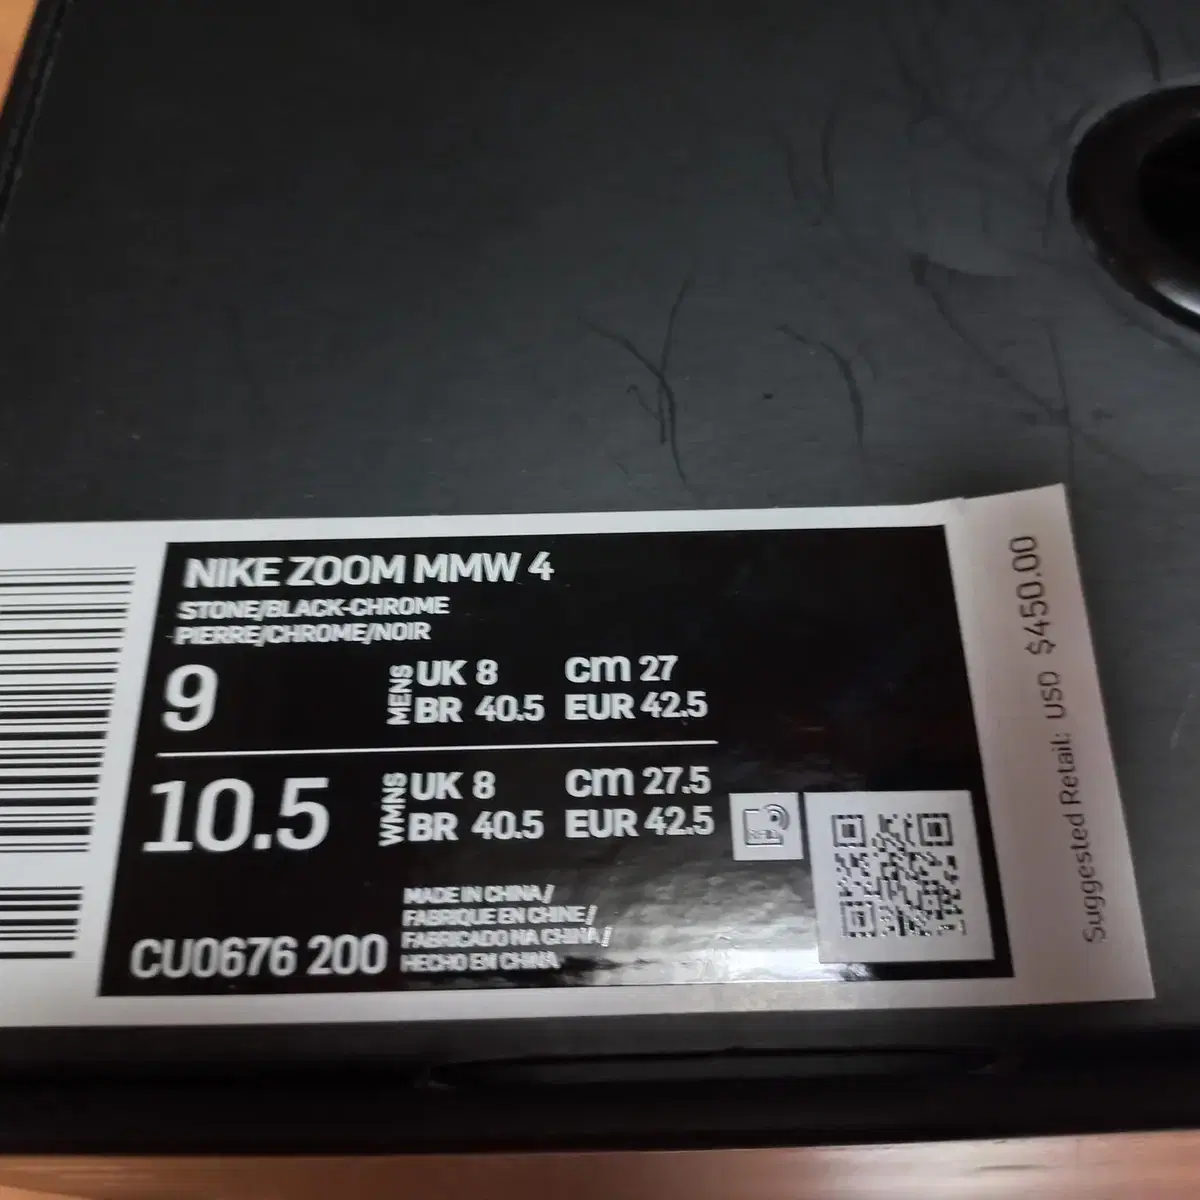 NIKE ZOOM MMW 4
STONE/BLACK-CHROME
PIERRE/CHROME/NOIR
9 MENS UK 8 cm 27
BR 40.5 EUR 42.5
10.5 WMNS UK 8 cm 27.5
BR 40.5 EUR 42.5
MADE IN CHINA/
FABRIQUE EN CHINE/
FABRICADO NA CHINA/
HECHO EN CHINA
CU0676 200
Suggested Retail: USD $450.00